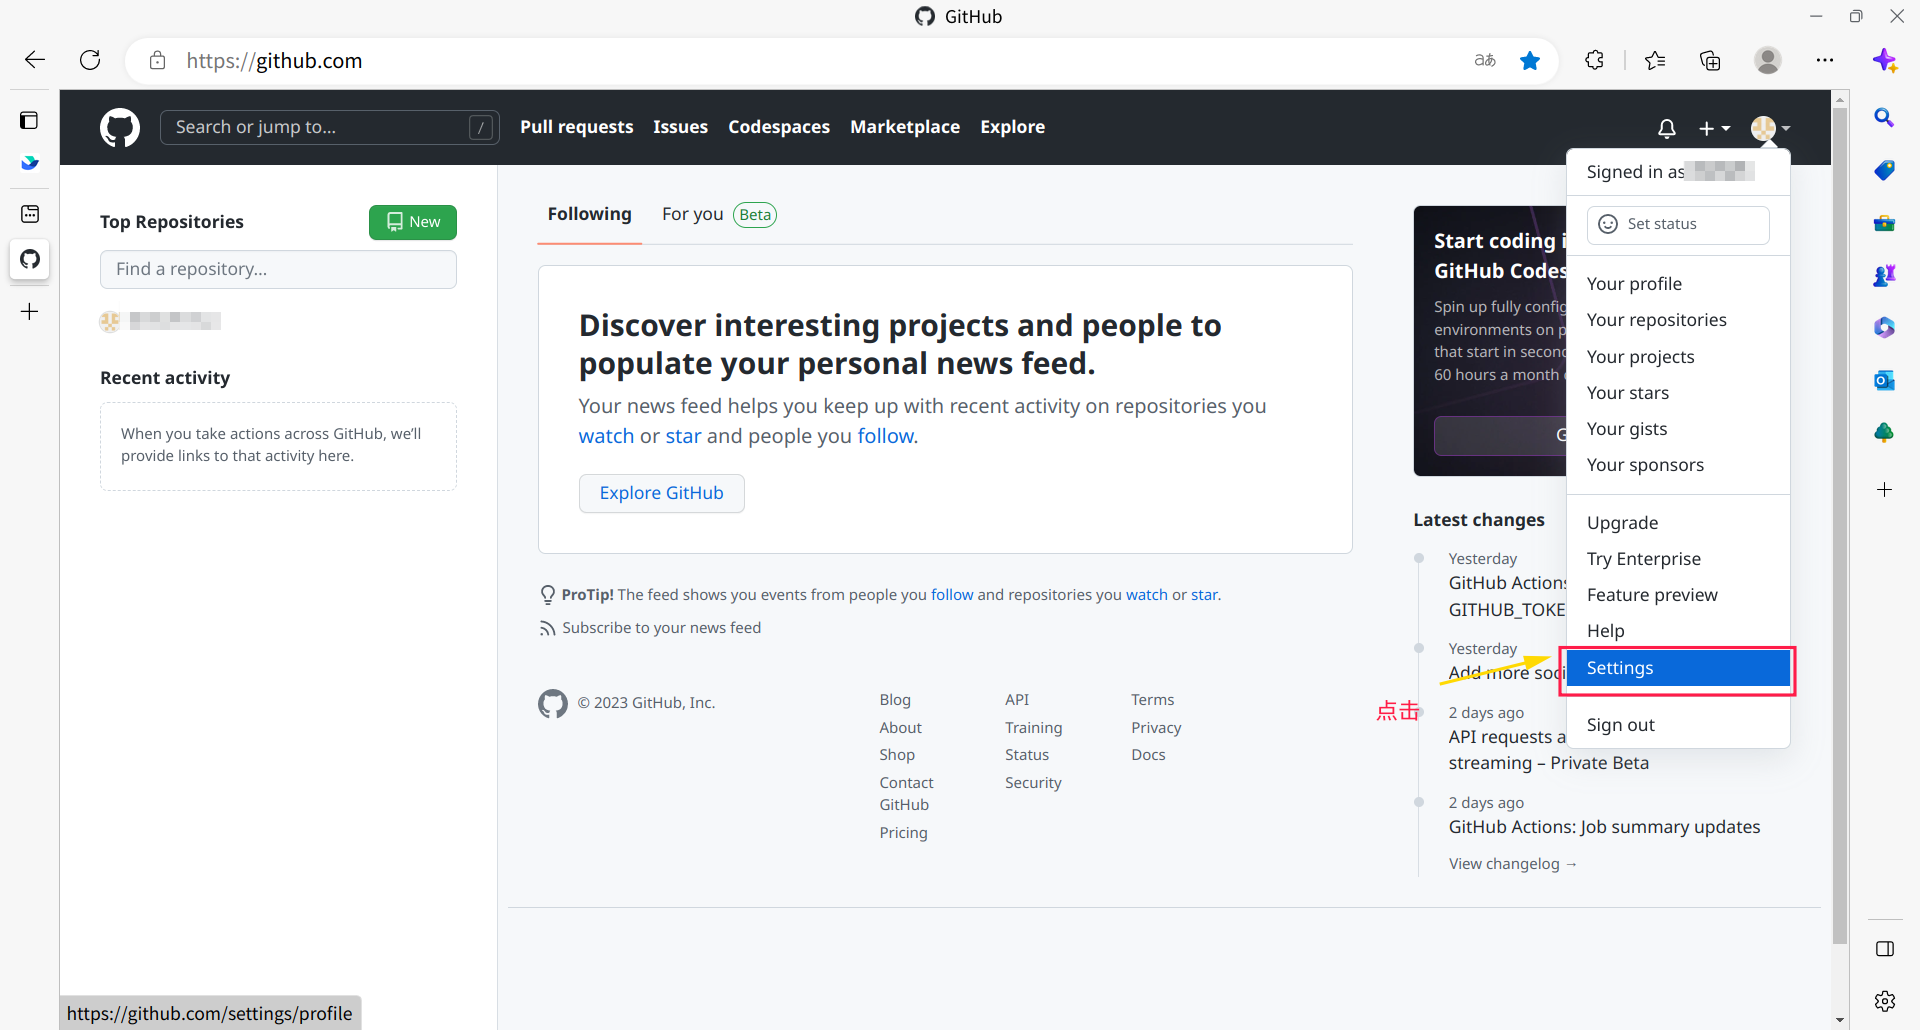 GitHub
https://github.com
aあ
Search or jump to...
/
Pull requests
Issues
Codespaces
Marketplace
Explore
Top Repositories
New
Find a repository...
Recent activity
When you take actions across GitHub, we’ll
provide links to that activity here.
Following
For you
Beta
Discover interesting projects and people to
populate your personal news feed.
Your news feed helps you keep up with recent activity on repositories you
watch or star and people you follow.
Explore GitHub
ProTip! The feed shows you events from people you follow and repositories you watch or star.
Subscribe to your news feed
© 2023 GitHub, Inc.
Blog
About
Shop
Contact
GitHub
Pricing
API
Training
Status
Security
Terms
Privacy
Docs
Start coding i
GitHub Codes
Spin up fully config
environments on p
that start in second
60 hours a month
G
Latest changes
Yesterday
GitHub Actions
GITHUB_TOKE
Yesterday
Add more soci
2 days ago
API requests a
streaming – Private Beta
2 days ago
GitHub Actions: Job summary updates
View changelog →
Signed in as
Set status
Your profile
Your repositories
Your projects
Your stars
Your gists
Your sponsors
Upgrade
Try Enterprise
Feature preview
Help
Settings
Sign out
点击
https://github.com/settings/profile